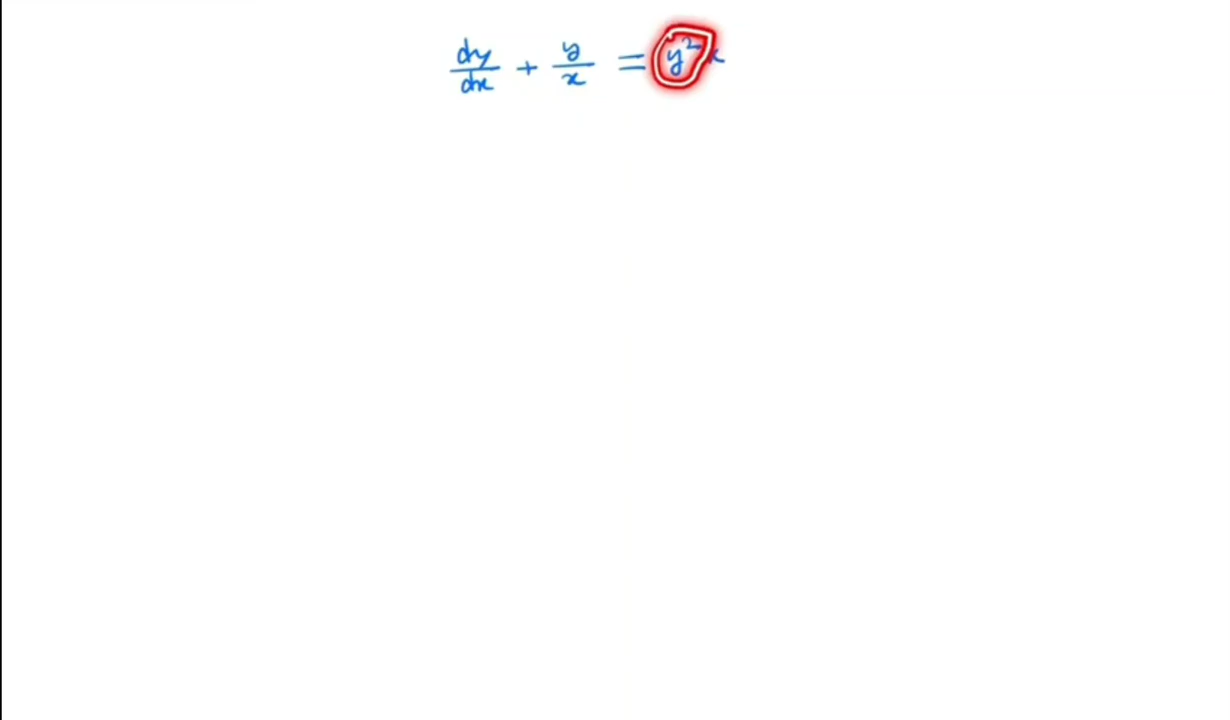 dy/dx + y/x = y²x